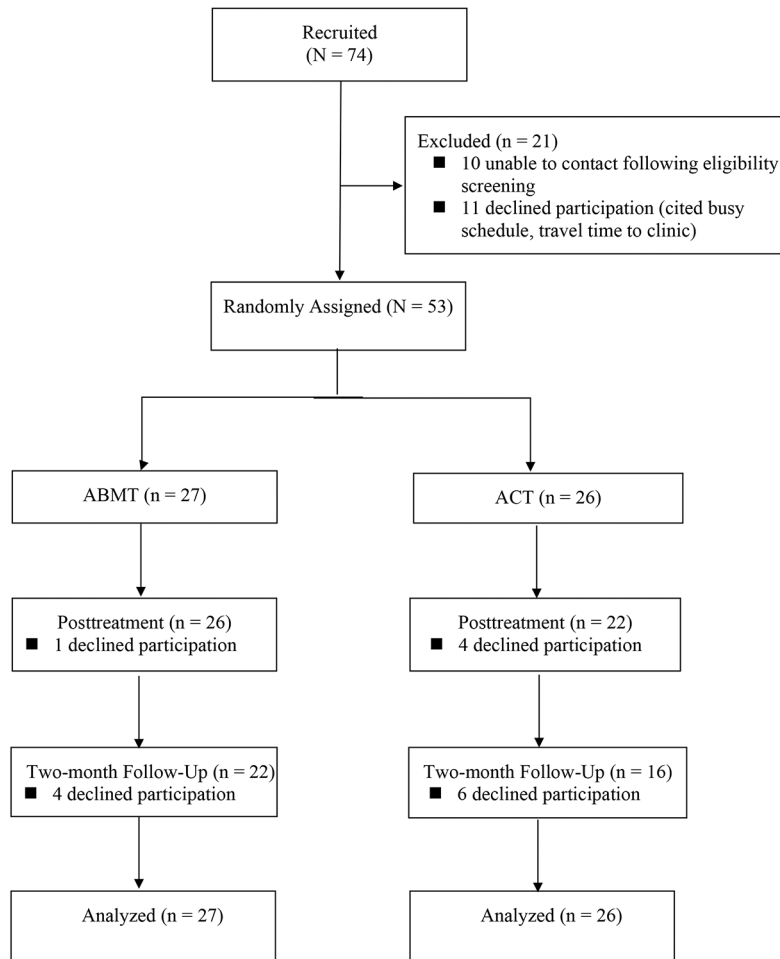 Recruited
(N = 74)
Excluded (n = 21)
■ 10 unable to contact following eligibility
screening
■ 11 declined participation (cited busy
schedule, travel time to clinic)
Randomly Assigned (N = 53)
ABMT (n = 27)
ACT (n = 26)
Posttreatment (n = 26)
■ 1 declined participation
Posttreatment (n = 22)
■ 4 declined participation
Two-month Follow-Up (n = 22)
■ 4 declined participation
Two-month Follow-Up (n = 16)
■ 6 declined participation
Analyzed (n = 27)
Analyzed (n = 26)